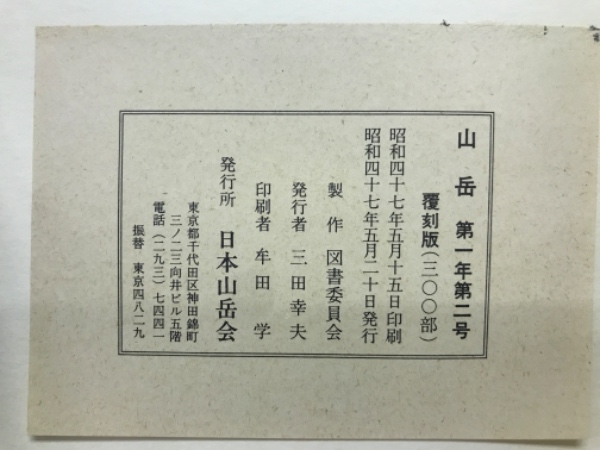 山岳 第一年第二号
覆刻版(三〇〇部)
昭和四十七年五月十五日印刷
昭和四十七年五月二十日発行
製作 図書委員会
発行者 三田幸夫
印刷者 牟田学
発行所 日本山岳会
東京都千代田区神田錦町
三ノ二三向井ビル五階
電話(二九三)七四四一
振替 東京四八二九